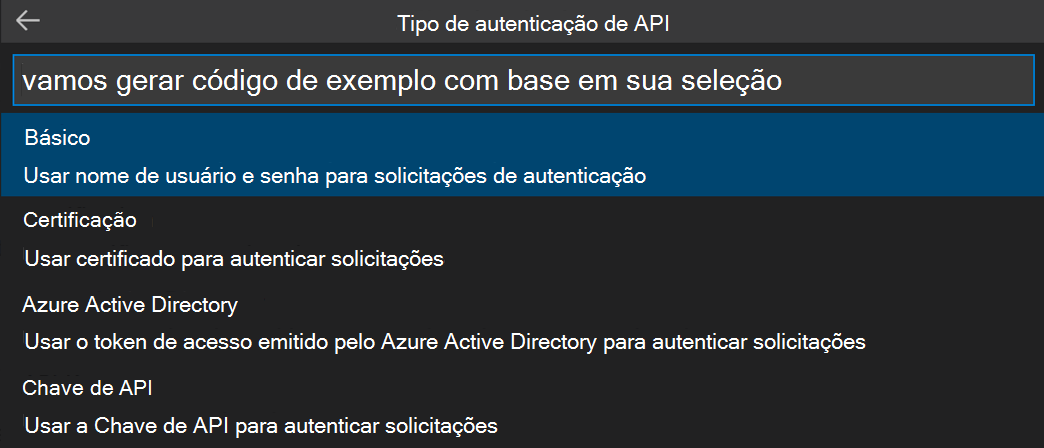 Tipo de autenticação de API
vamos gerar código de exemplo com base em sua seleção
Básico
Usar nome de usuário e senha para solicitações de autenticação
Certificação
Usar certificado para autenticar solicitações
Azure Active Directory
Usar o token de acesso emitido pelo Azure Active Directory para autenticar solicitações
Chave de API
Usar a Chave de API para autenticar solicitações